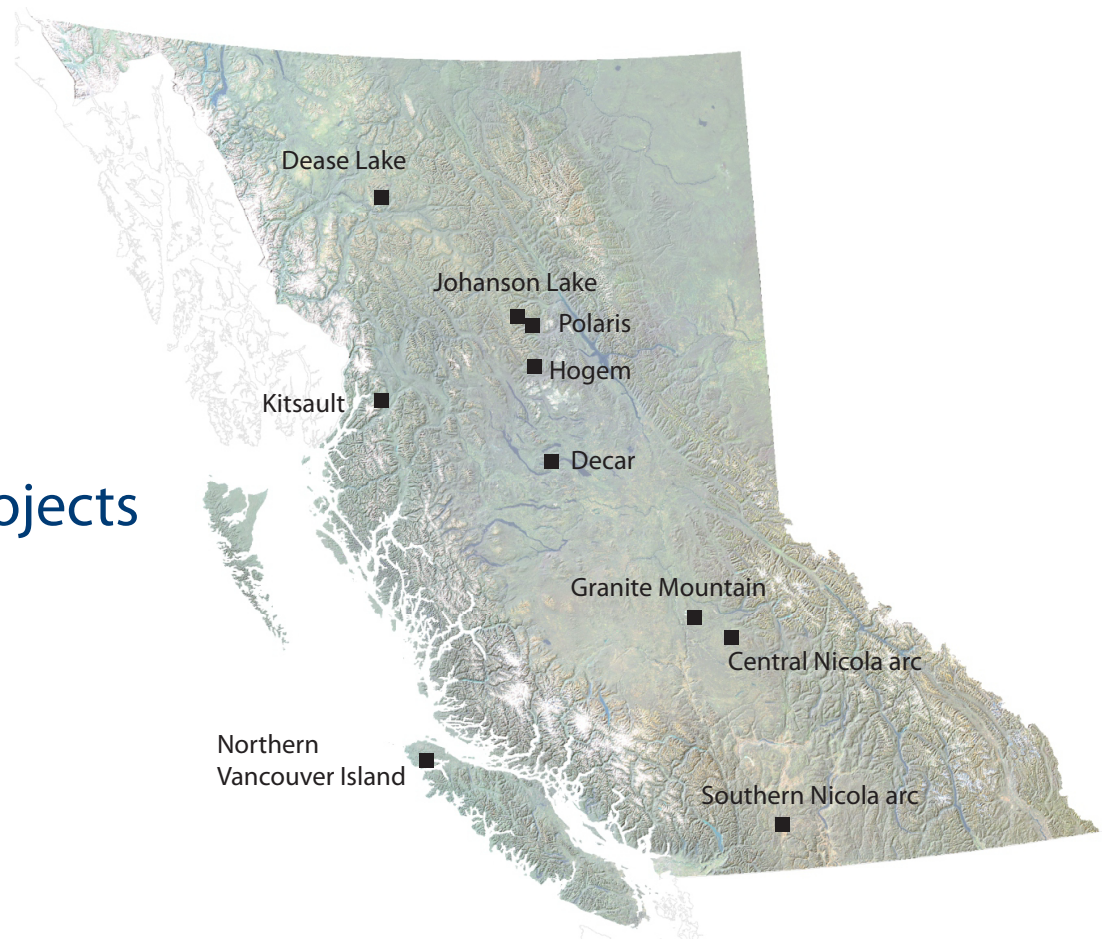 Dease Lake
Johanson Lake
Polaris
Hogem
Kitsault
Decar
Granite Mountain
Central Nicola arc
Northern
Vancouver Island
Southern Nicola arc